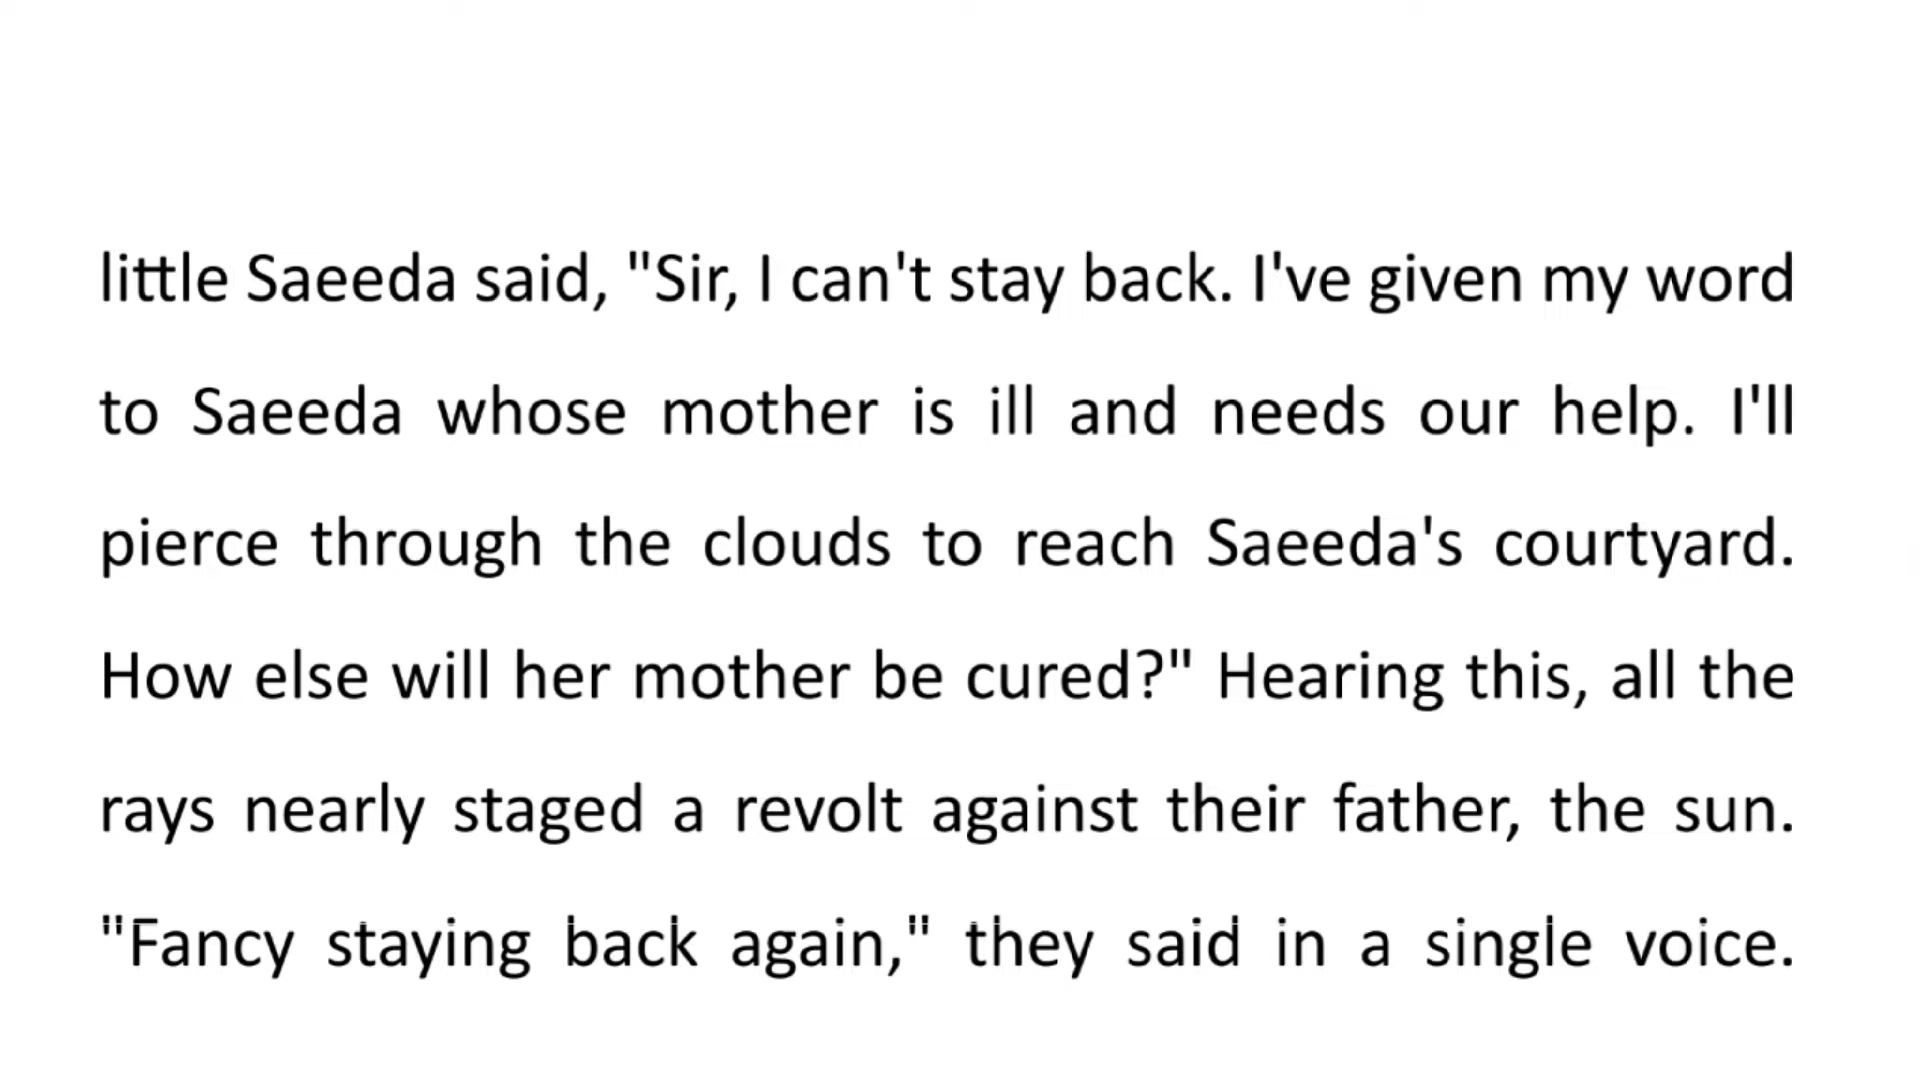 little Saeeda said, "Sir, I can't stay back. I've given my word
to Saeeda whose mother is ill and needs our help. I'll
pierce through the clouds to reach Saeeda's courtyard.
How else will her mother be cured?" Hearing this, all the
rays nearly staged a revolt against their father, the sun.
"Fancy staying back again," they said in a single voice.